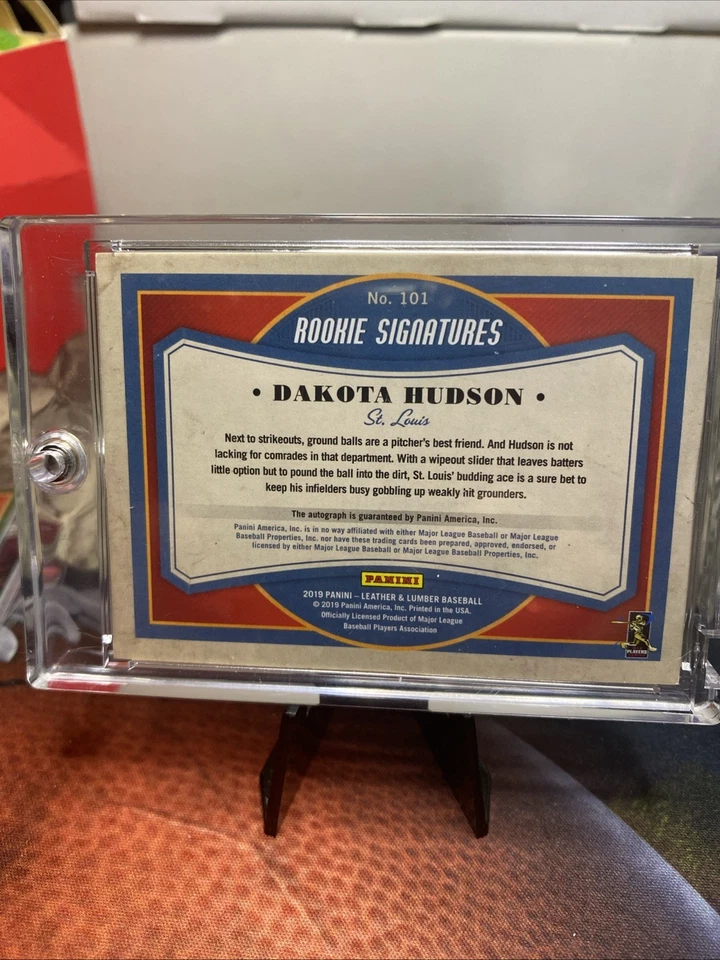 No. 101
ROOKIE SIGNATURES
• DAKOTA HUDSON •
St. Louis
Next to strikeouts, ground balls are a pitcher's best friend. And Hudson is not
lacking for comrades in that department. With a wipeout slider that leaves batters
little option but to pound the ball into the dirt, St. Louis' budding ace is a sure bet to
keep his infielders busy gobbling up weakly hit grounders.
The autograph is guaranteed by Panini America, Inc.
Panini America, Inc. is in no way affiliated with either Major League Baseball or Major League
Baseball Properties, Inc. nor have these trading cards been prepared, approved, endorsed, or
licensed by either Major League Baseball or Major League Baseball Properties, Inc.
PANINI
2019 PANINI – LEATHER & LUMBER BASEBALL
© 2019 Panini America, Inc. Printed in the USA.
Officially Licensed Product of Major League
Baseball Players Association
PLAYERS